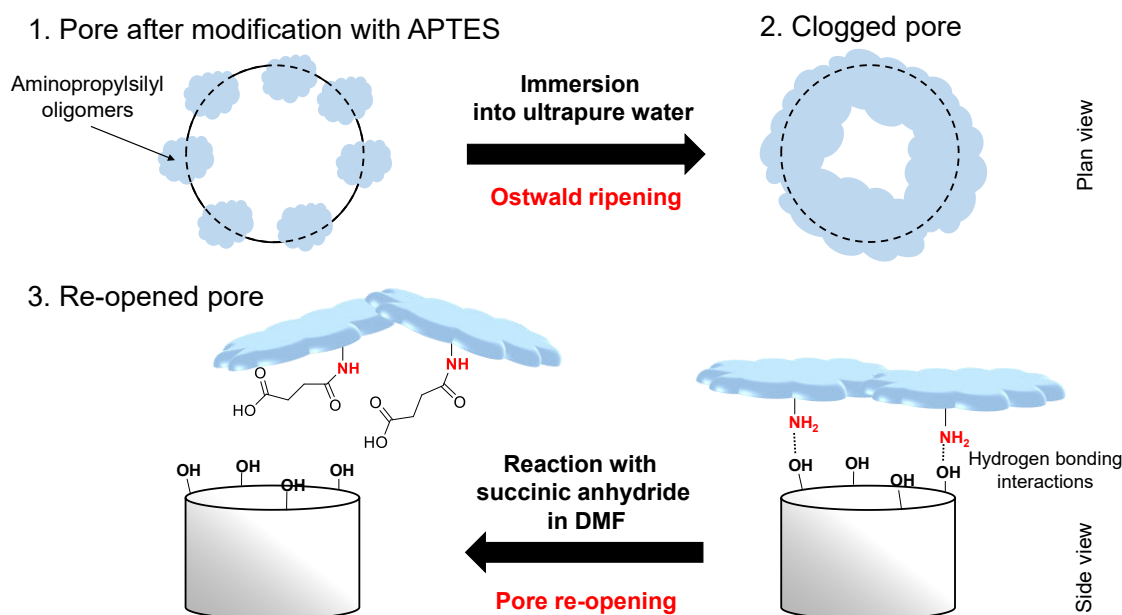 1. Pore after modification with APTES
Aminopropylsilyl
oligomers
Immersion
into ultrapure water
Ostwald ripening
2. Clogged pore
Plan view
3. Re-opened pore
NH
O
HO
O
NH
O
O
HO
OH
OH
OH
OH
Reaction with
succinic anhydride
in DMF
Pore re-opening
NH2
NH2
Hydrogen bonding
interactions
OH
OH
OH
OH
Side view